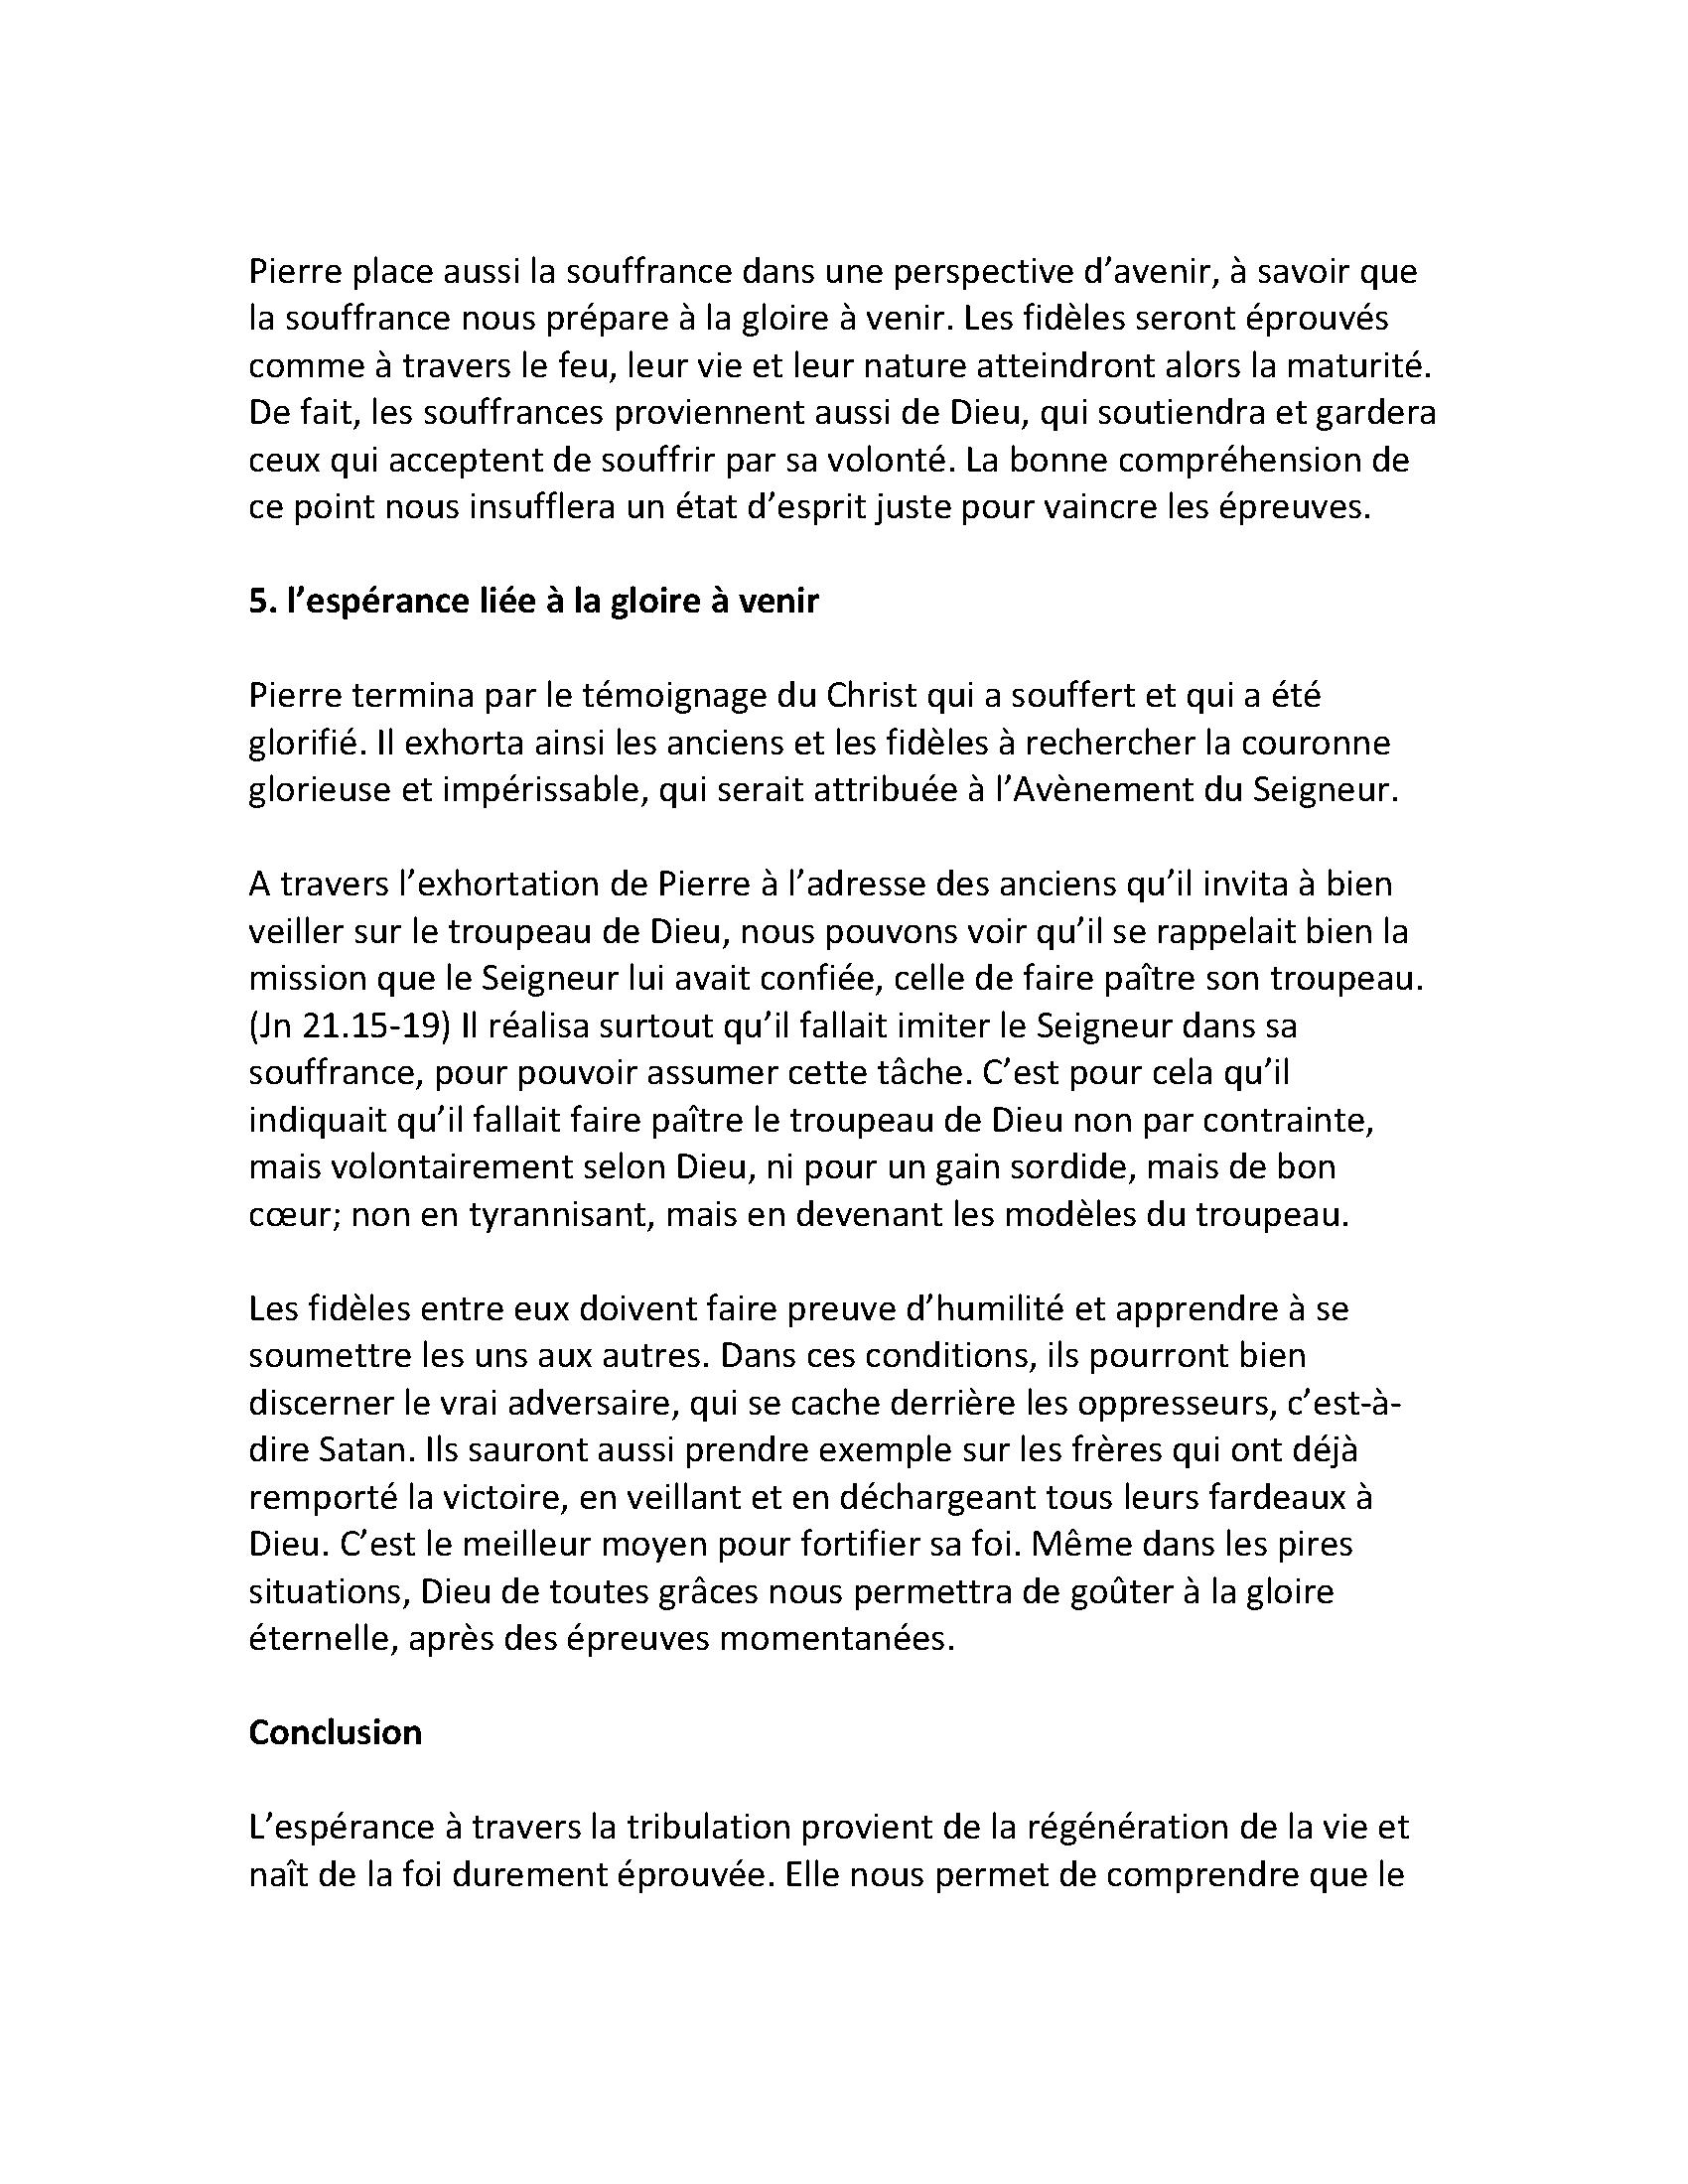 Pierre place aussi la souffrance dans une perspective d’avenir, à savoir que
la souffrance nous prépare à la gloire à venir. Les fidèles seront éprouvés
comme à travers le feu, leur vie et leur nature atteindront alors la maturité.
De fait, les souffrances proviennent aussi de Dieu, qui soutiendra et gardera
ceux qui acceptent de souffrir par sa volonté. La bonne compréhension de
ce point nous insufflera un état d’esprit juste pour vaincre les épreuves.
5. l’espérance liée à la gloire à venir
Pierre termina par le témoignage du Christ qui a souffert et qui a été
glorifié. Il exhorta ainsi les anciens et les fidèles à rechercher la couronne
glorieuse et impérissable, qui serait attribuée à l’Avènement du Seigneur.
A travers l’exhortation de Pierre à l’adresse des anciens qu’il invita à bien
veiller sur le troupeau de Dieu, nous pouvons voir qu’il se rappelait bien la
mission que le Seigneur lui avait confiée, celle de faire paître son troupeau.
(Jn 21.15-19) Il réalisa surtout qu’il fallait imiter le Seigneur dans sa
souffrance, pour pouvoir assumer cette tâche. C’est pour cela qu’il
indiquait qu’il fallait faire paître le troupeau de Dieu non par contrainte,
mais volontairement selon Dieu, ni pour un gain sordide, mais de bon
cœur; non en tyrannisant, mais en devenant les modèles du troupeau.
Les fidèles entre eux doivent faire preuve d’humilité et apprendre à se
soumettre les uns aux autres. Dans ces conditions, ils pourront bien
discerner le vrai adversaire, qui se cache derrière les oppresseurs, c’est-à-
dire Satan. Ils sauront aussi prendre exemple sur les frères qui ont déjà
remporté la victoire, en veillant et en déchargeant tous leurs fardeaux à
Dieu. C’est le meilleur moyen pour fortifier sa foi. Même dans les pires
situations, Dieu de toutes grâces nous permettra de goûter à la gloire
éternelle, après des épreuves momentanées.
Conclusion
L’espérance à travers la tribulation provient de la régénération de la vie et
naît de la foi durement éprouvée. Elle nous permet de comprendre que le